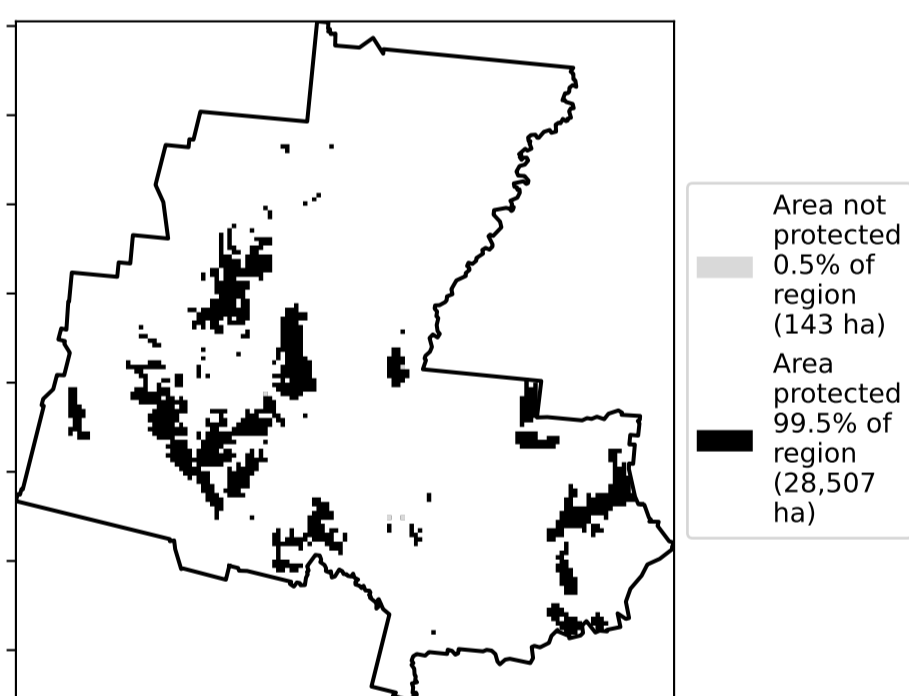 Area not
protected
0.5% of
region
(143 ha)
Area
protected
99.5% of
region
(28,507
ha)